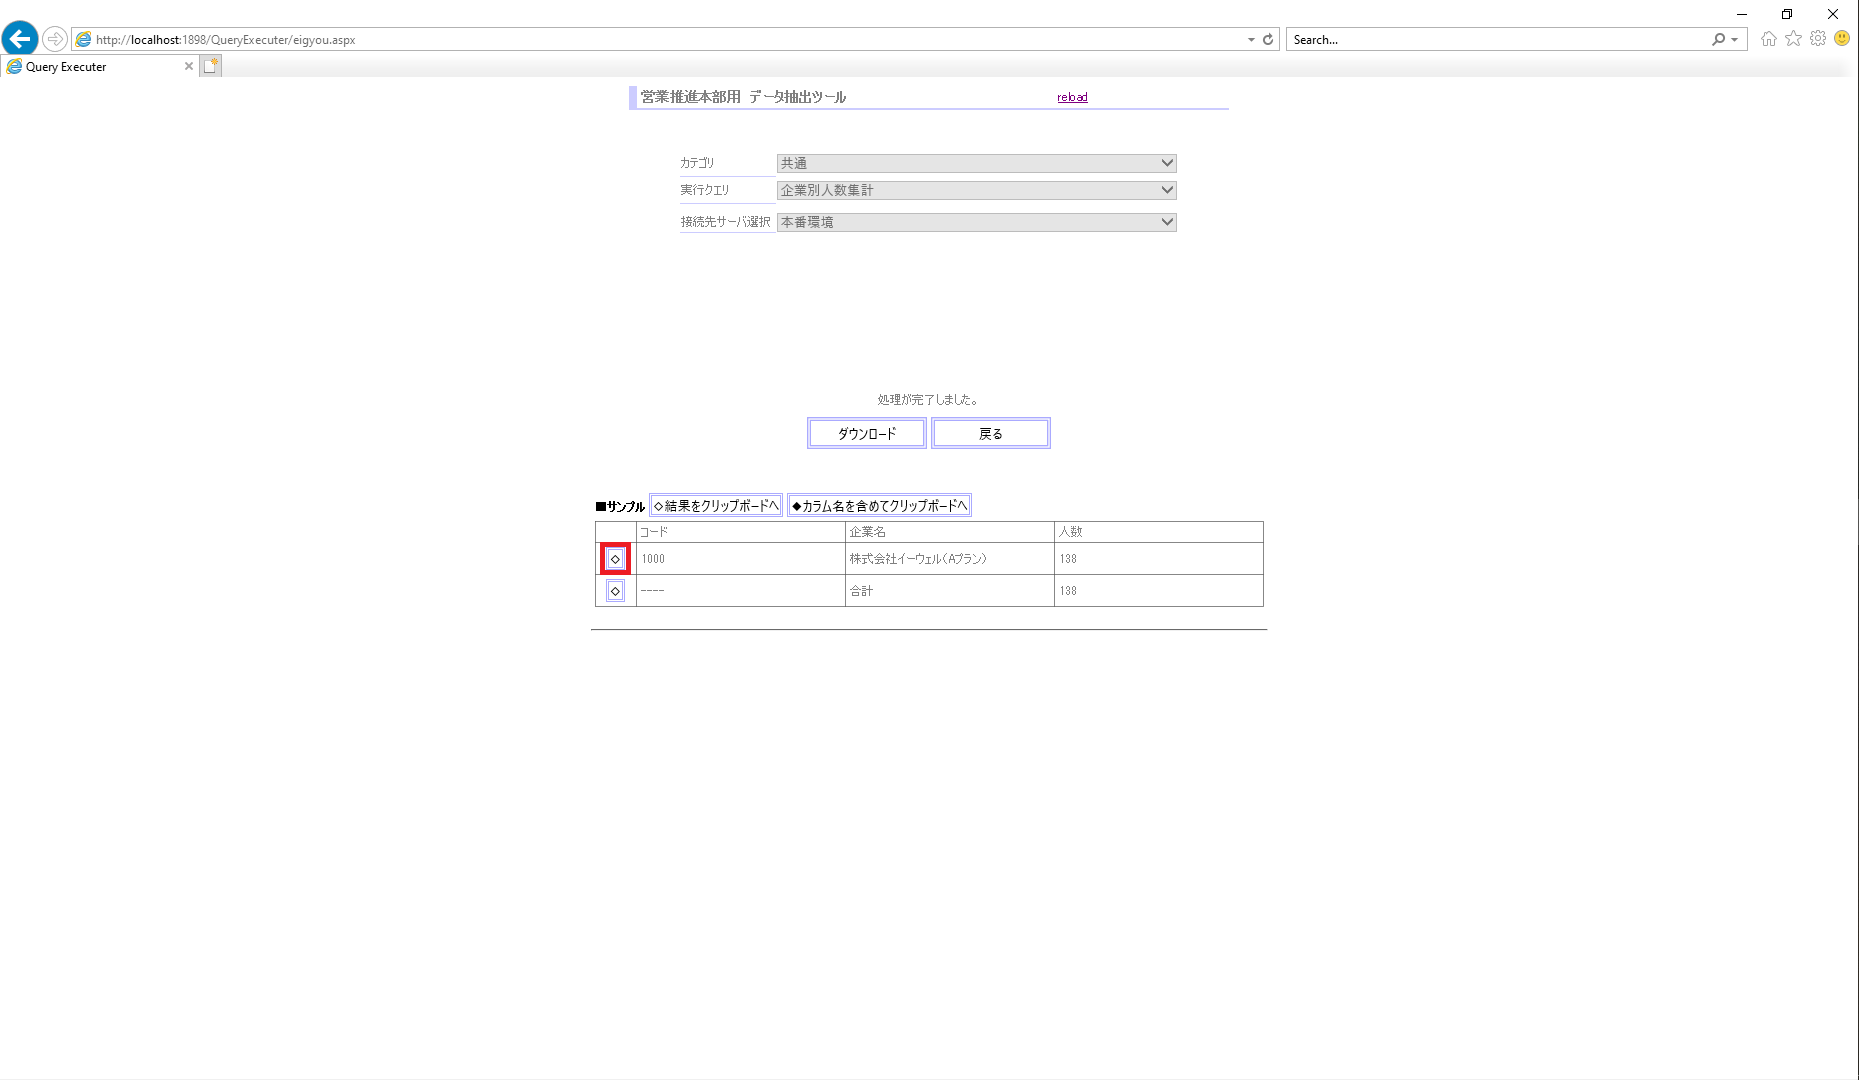 http://localhost:1898/QueryExecuter/eigyou.aspx
Search...
Query Executer
営業推進本部用 データ抽出ツール
reload
カテゴリ
共通
実行クエリ
企業別人数集計
接続先サーバ選択
本番環境
処理が完了しました。
ダウンロード
戻る
■サンプル
◇結果をクリップボードへ
◆カラム名を含めてクリップボードへ
コード 企業名 人数
◇ 1000 株式会社イーウェル(Aプラン) 138
◇ ---- 合計 138